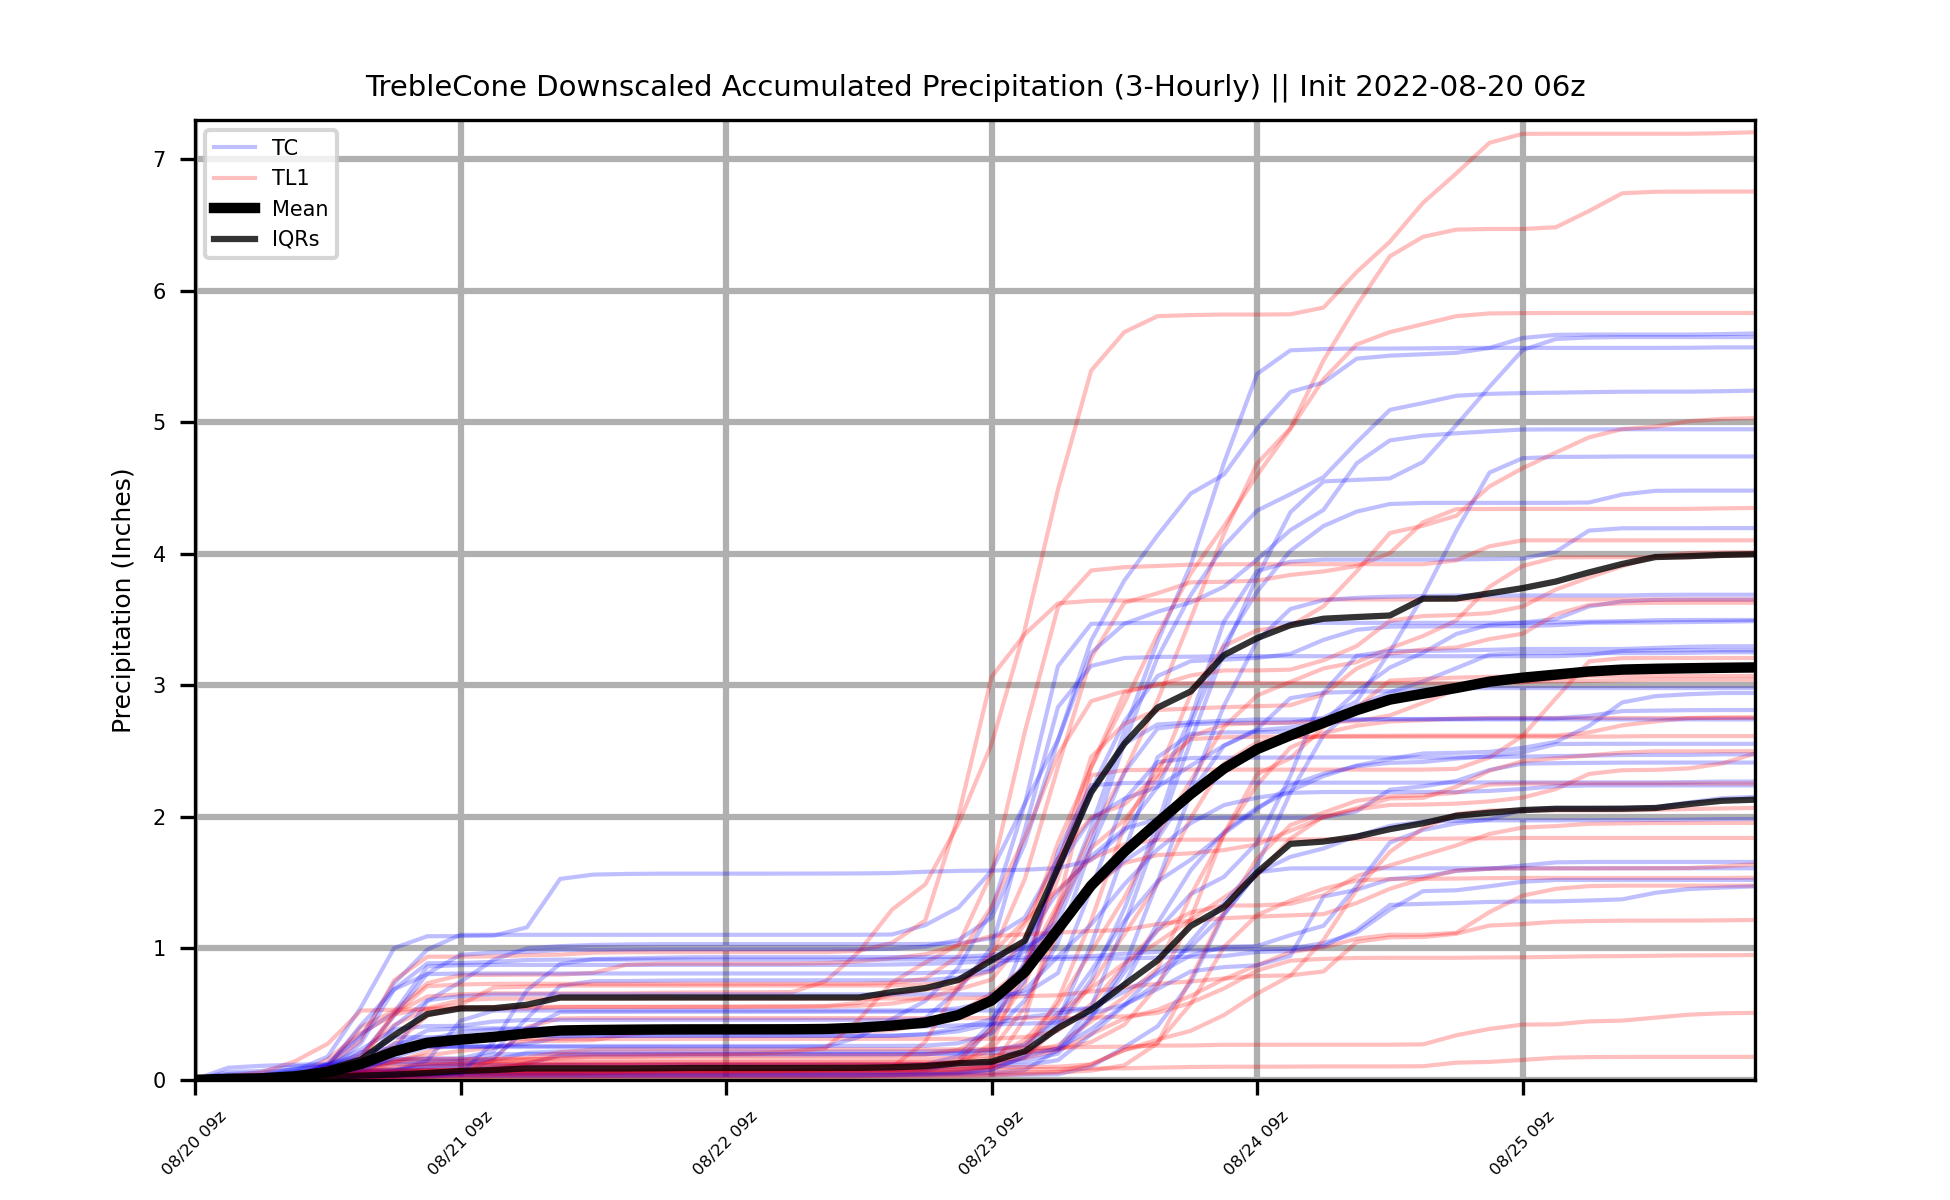 TrebleCone Downscaled Accumulated Precipitation (3-Hourly) || Init 2022-08-20 06z
TC
TL1
Mean
IQRs
Precipitation (Inches)
7
6
5
4
3
2
1
0
08/20 09z
08/21 09z
08/22 09z
08/23 09z
08/24 09z
08/25 09z